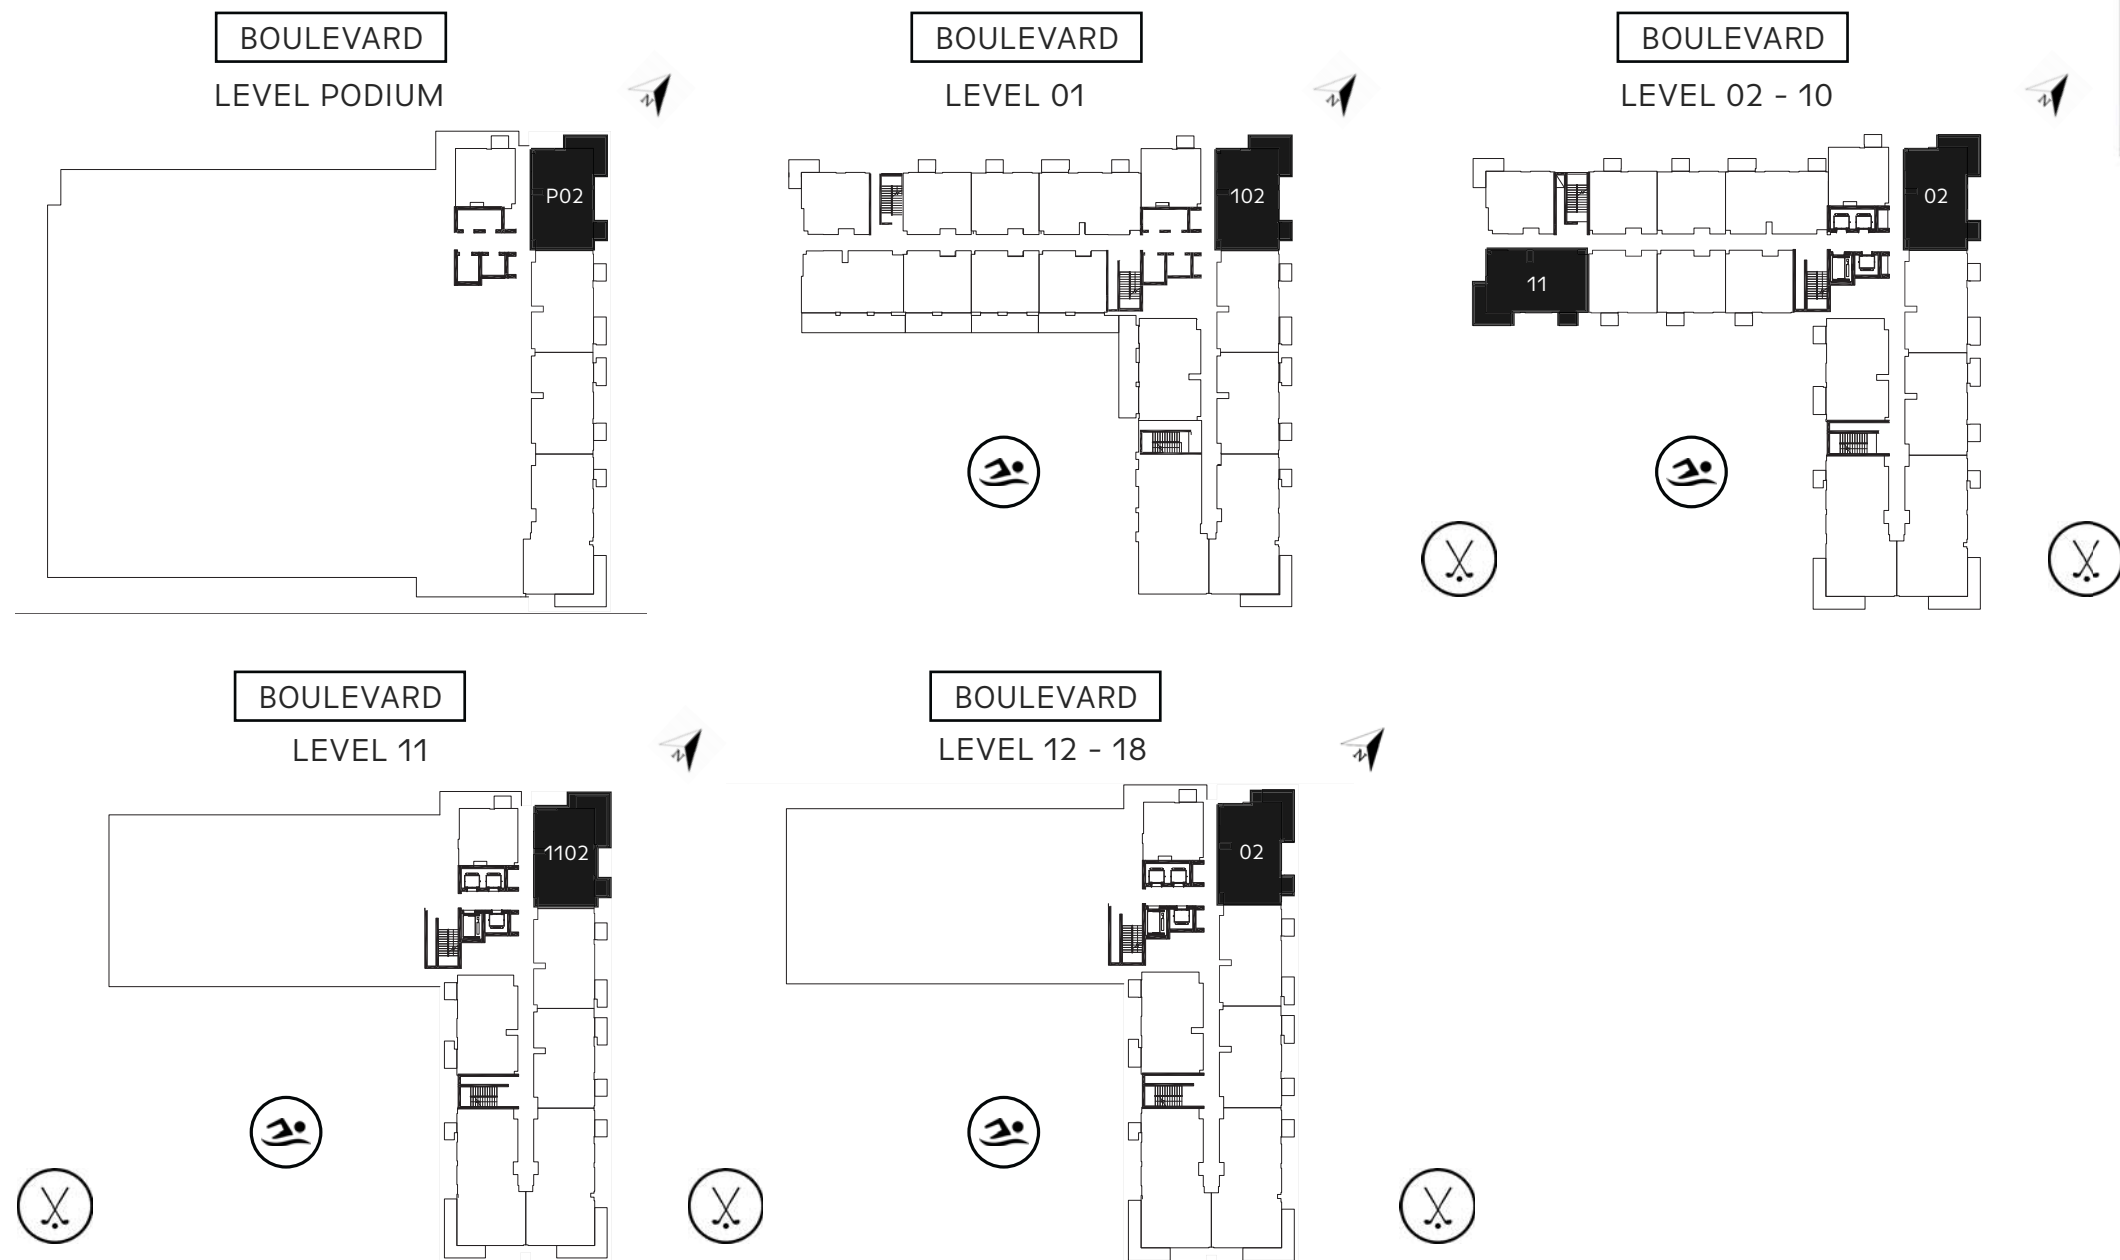 BOULEVARD
LEVEL PODIUM
N
P02
BOULEVARD
LEVEL 01
N
102
BOULEVARD
LEVEL 02 - 10
N
02
11
BOULEVARD
LEVEL 11
N
1102
BOULEVARD
LEVEL 12 - 18
N
02